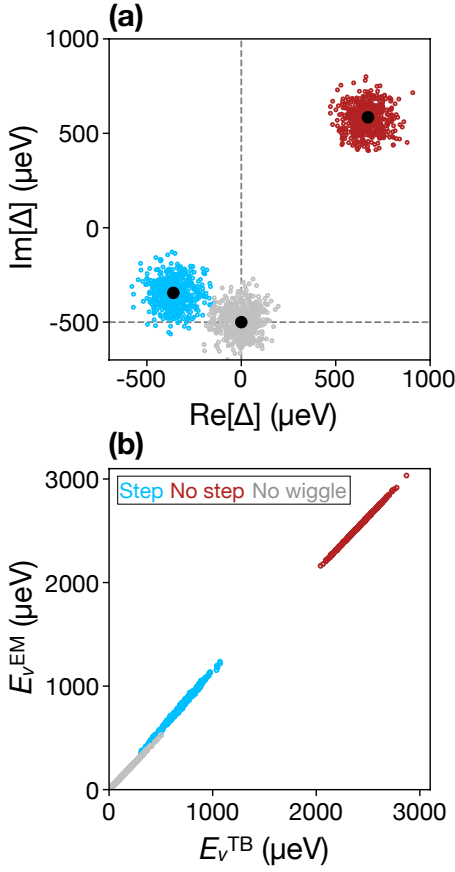 (a)
1000
500
0
-500
Im[Δ] (μeV)
-500 0 500 1000
Re[Δ] (μeV)
(b)
3000
2000
1000
0
Step No step No wiggle
E_v^EM (μeV)
0 1000 2000 3000
E_v^TB (μeV)